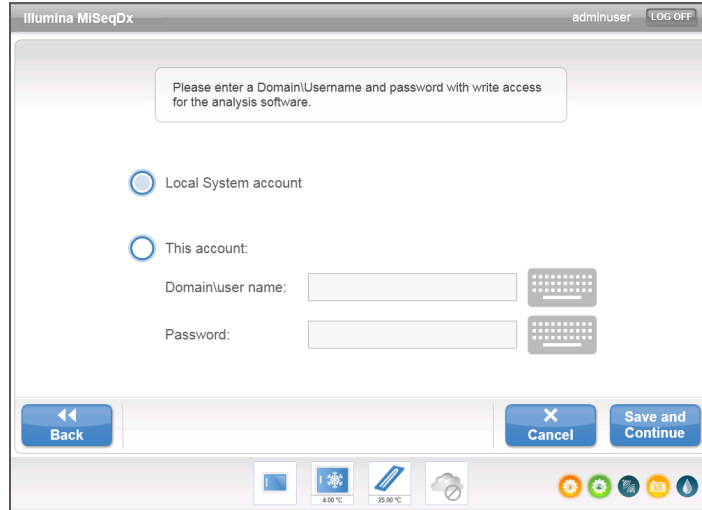 Illumina MiSeqDx
adminuser
LOG OFF
Please enter a Domain\Username and password with write access
for the analysis software.
Local System account
This account:
Domain\user name:
Password:
Back
Cancel
Save and
Continue
4.00 °C
25.00 °C